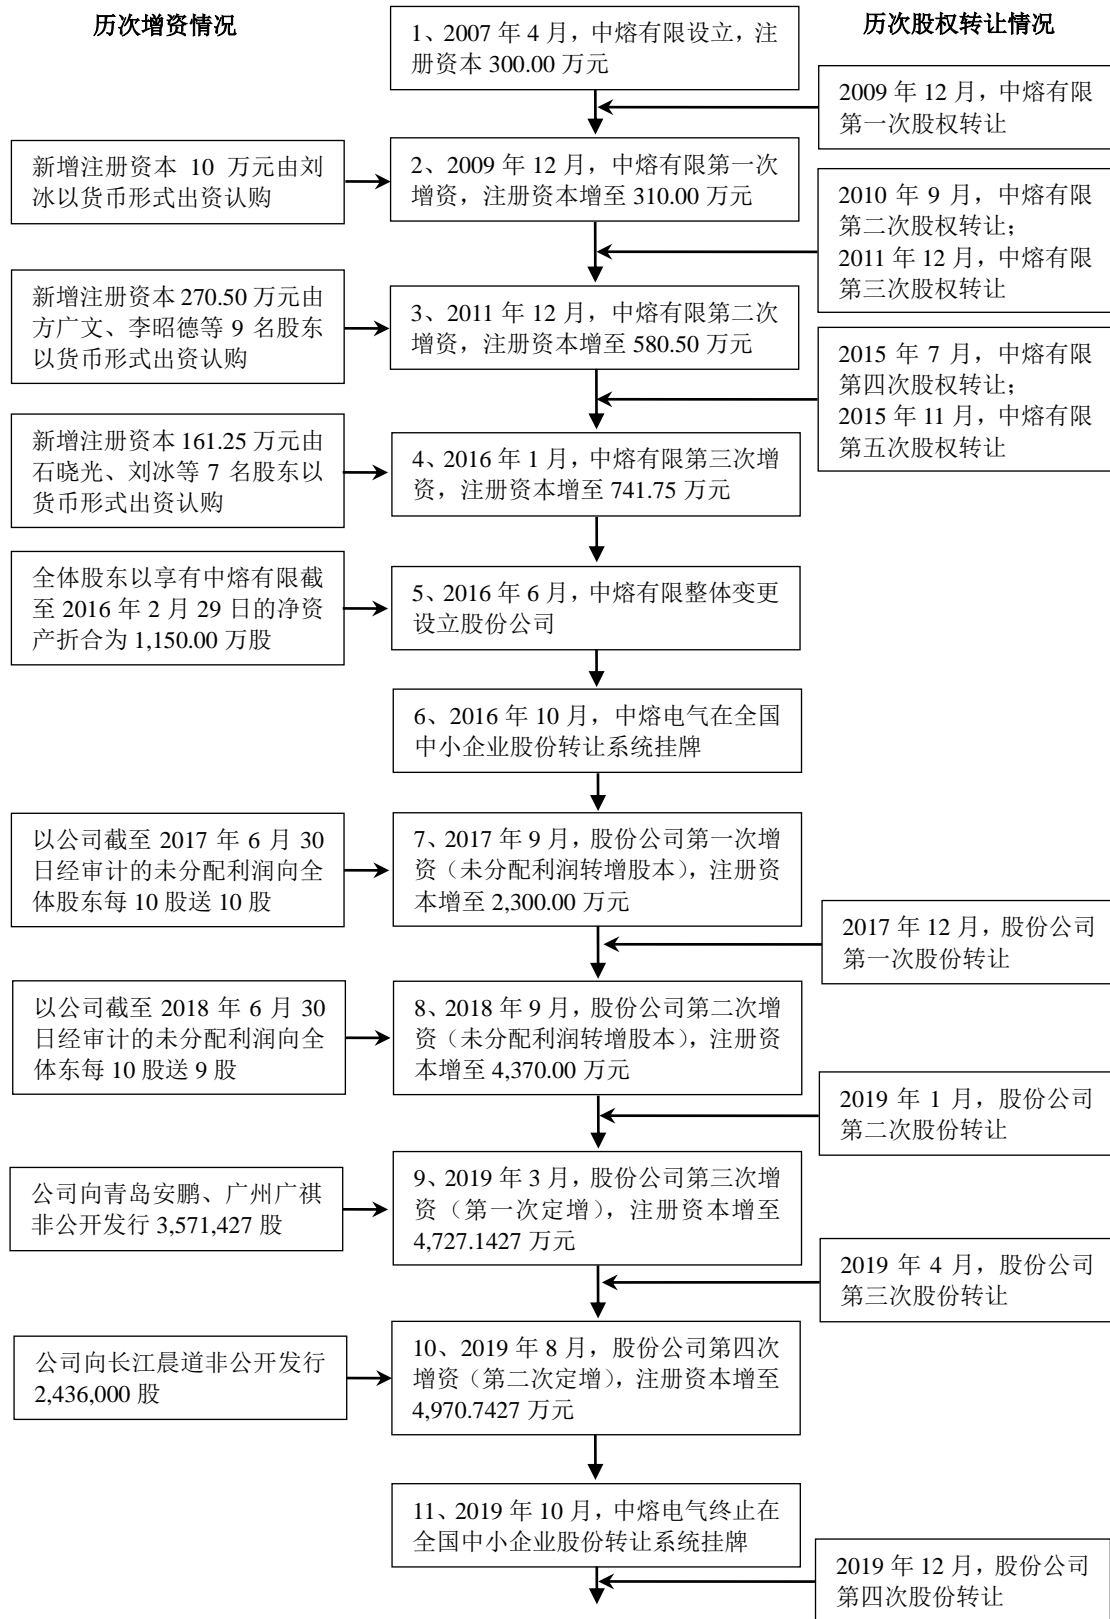 历次增资情况
历次股权转让情况
1、2007 年 4 月，中熔有限设立，注
册资本 300.00 万元
2009 年 12 月，中熔有限
第一次股权转让
新增注册资本 10 万元由刘
冰以货币形式出资认购
2、2009 年 12 月，中熔有限第一次
增资，注册资本增至 310.00 万元
2010 年 9 月，中熔有限
第二次股权转让；
2011 年 12 月，中熔有限
第三次股权转让
新增注册资本 270.50 万元由
方广文、李昭德等 9 名股东
以货币形式出资认购
3、2011 年 12 月，中熔有限第二次
增资，注册资本增至 580.50 万元
2015 年 7 月，中熔有限
第四次股权转让；
2015 年 11 月，中熔有限
第五次股权转让
新增注册资本 161.25 万元由
石晓光、刘冰等 7 名股东以
货币形式出资认购
4、2016 年 1 月，中熔有限第三次增
资，注册资本增至 741.75 万元
全体股东以享有中熔有限截
至 2016 年 2 月 29 日的净资
产折合为 1,150.00 万股
5、2016 年 6 月，中熔有限整体变更
设立股份公司
6、2016 年 10 月，中熔电气在全国
中小企业股份转让系统挂牌
以公司截至 2017 年 6 月 30
日经审计的未分配利润向全
体股东每 10 股送 10 股
7、2017 年 9 月，股份公司第一次增
资（未分配利润转增股本），注册资
本增至 2,300.00 万元
2017 年 12 月，股份公司
第一次股份转让
以公司截至 2018 年 6 月 30
日经审计的未分配利润向全
体东每 10 股送 9 股
8、2018 年 9 月，股份公司第二次增
资（未分配利润转增股本），注册资
本增至 4,370.00 万元
2019 年 1 月，股份公司
第二次股份转让
公司向青岛安鹏、广州广祺
非公开发行 3,571,427 股
9、2019 年 3 月，股份公司第三次增
资（第一次定增），注册资本增至
4,727.1427 万元
2019 年 4 月，股份公司
第三次股份转让
公司向长江晨道非公开发行
2,436,000 股
10、2019 年 8 月，股份公司第四次
增资（第二次定增），注册资本增至
4,970.7427 万元
11、2019 年 10 月，中熔电气终止在
全国中小企业股份转让系统挂牌
2019 年 12 月，股份公司
第四次股份转让